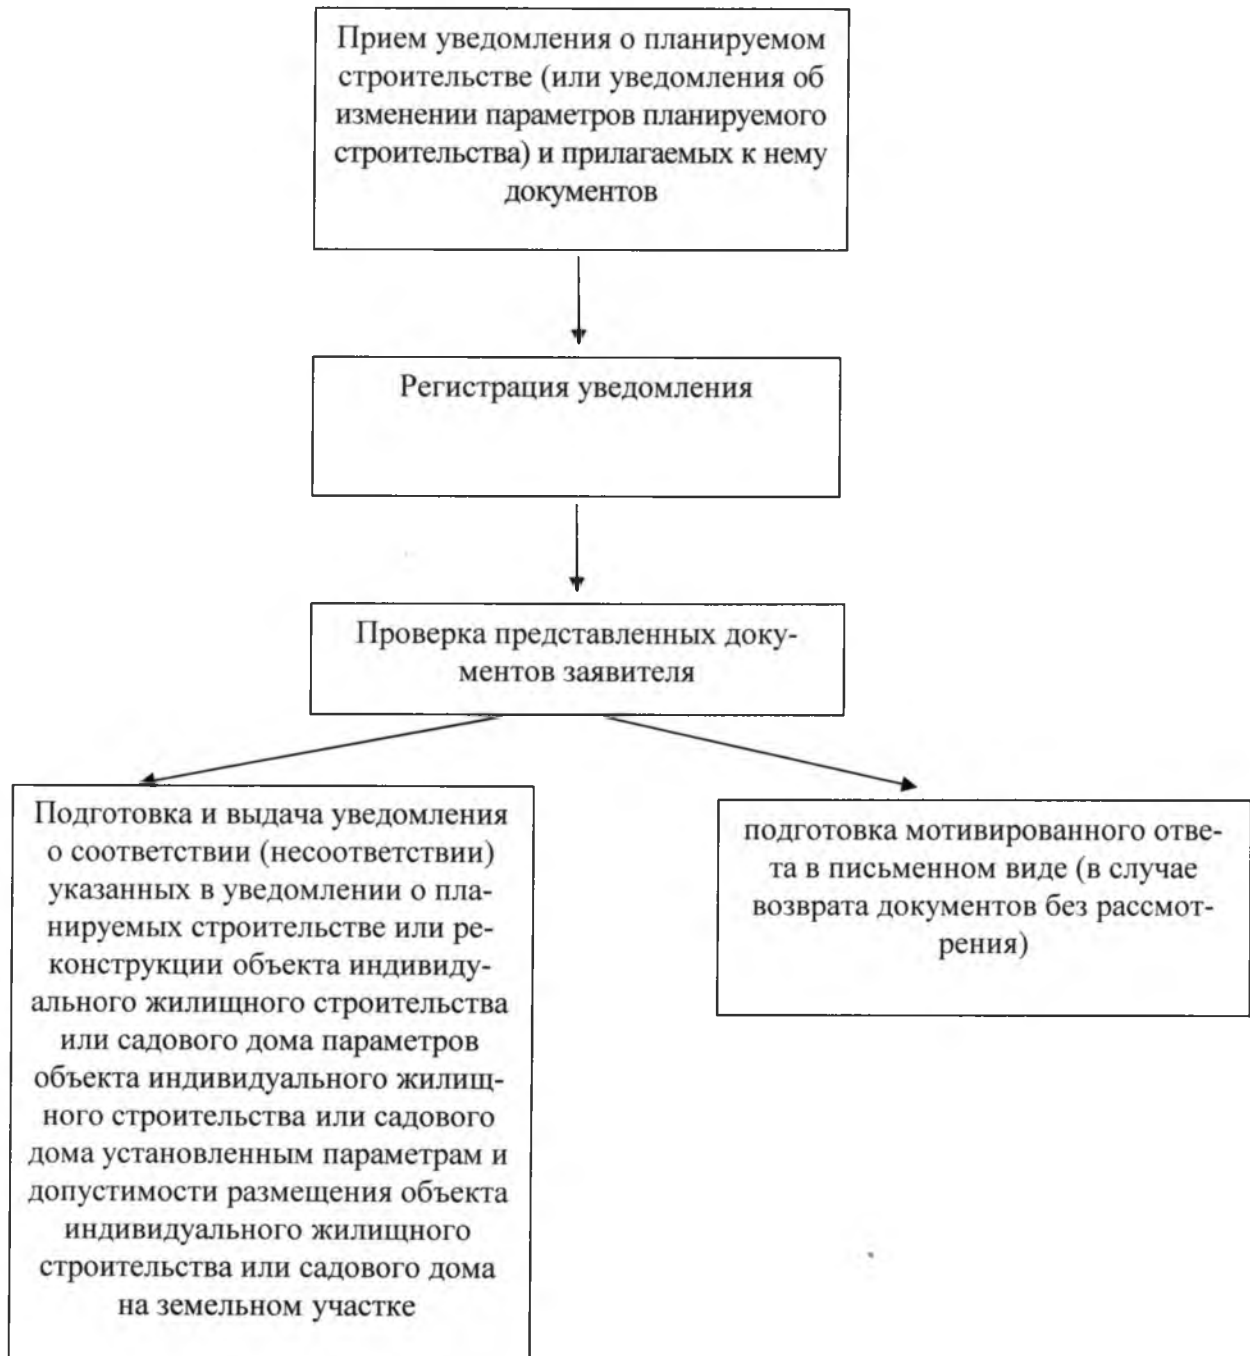 Прием уведомления о планируемом
строительстве (или уведомления об
изменении параметров планируемого
строительства) и прилагаемых к нему
документов
Регистрация уведомления
Проверка представленных доку-
ментов заявителя
Подготовка и выдача уведомления
о соответствии (несоответствии)
указанных в уведомлении о пла-
нируемых строительстве или ре-
конструкции объекта индивиду-
ального жилищного строительства
или садового дома параметров
объекта индивидуального жилищ-
ного строительства или садового
дома установленным параметрам и
допустимости размещения объекта
индивидуального жилищного
строительства или садового дома
на земельном участке
подготовка мотивированного отве-
та в письменном виде (в случае
возврата документов без рассмот-
рения)